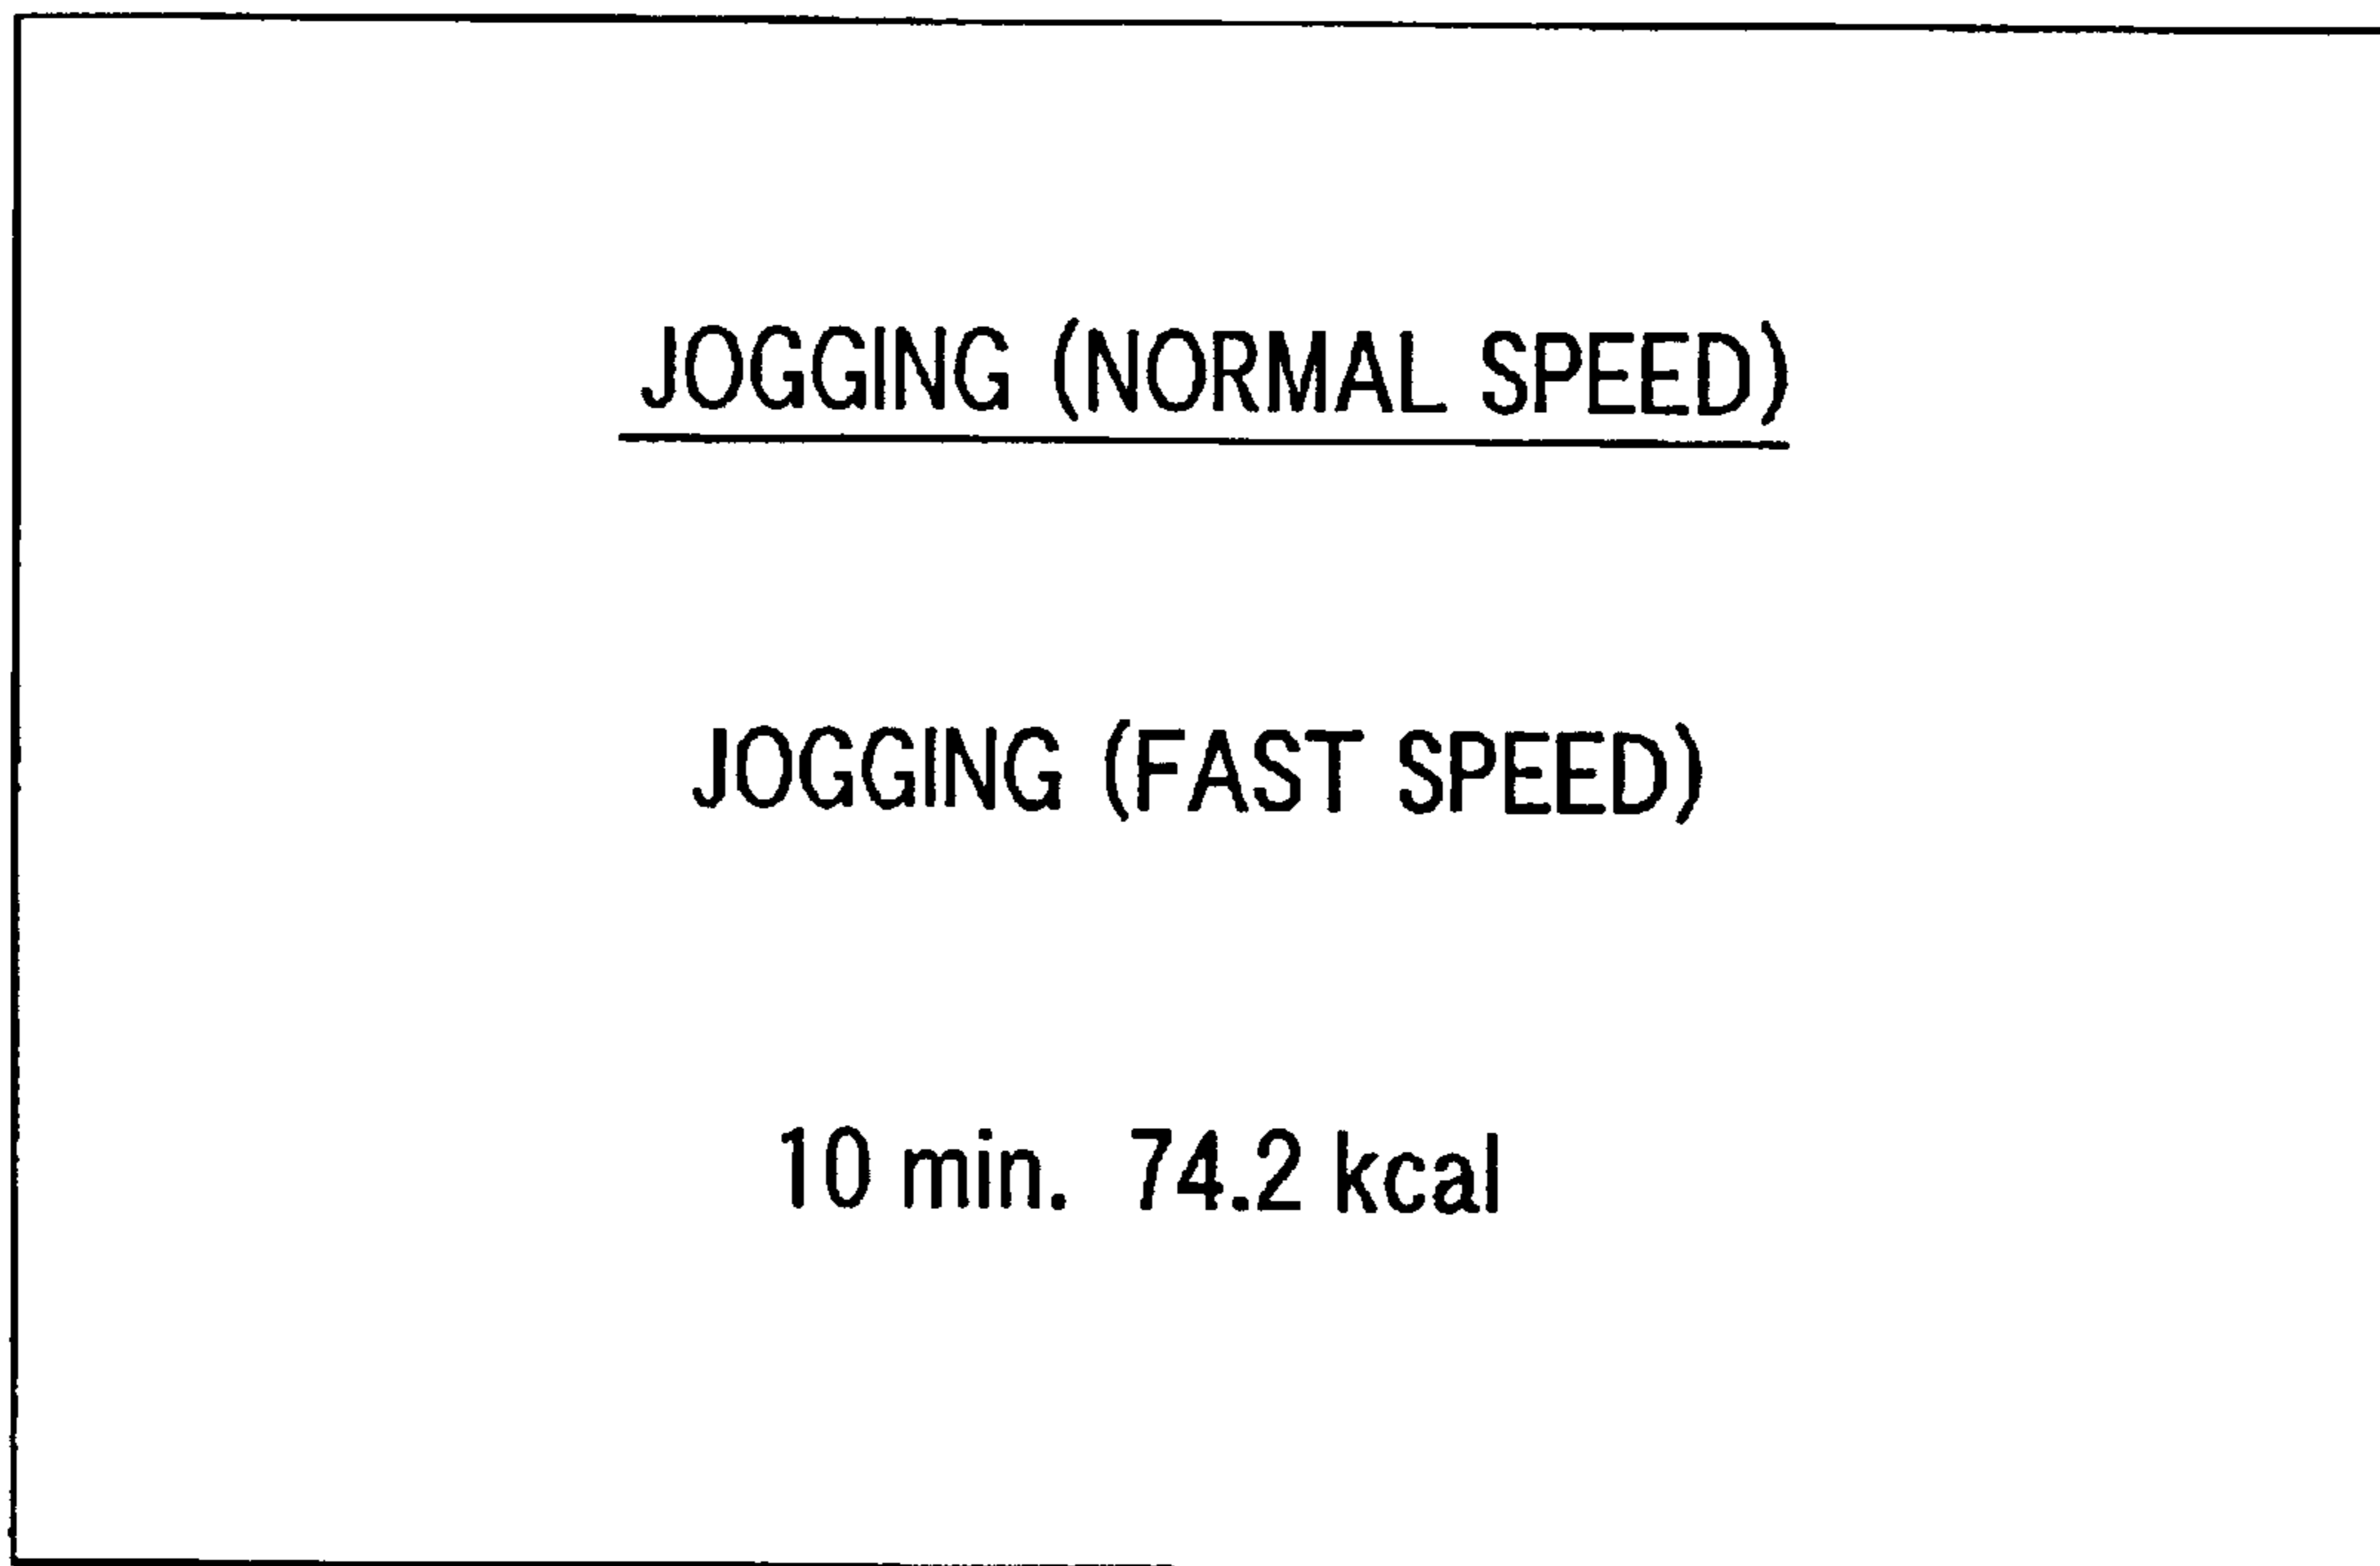 JOGGING (NORMAL SPEED)
JOGGING (FAST SPEED)
10 min. 74.2 kcal